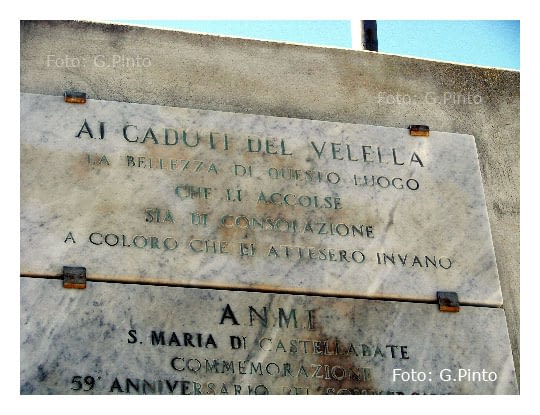 Foto: G.Pinto
Foto: G.Pinto
AI CADUTI DEL VELELLA
LA BELLEZZA DI QUESTO LUOGO
CHE LI ACCOLSE
SIA DI CONSOLAZIONE
A COLORO CHE LI ATTESERO INVANO
ANMI
S. MARIA DI CASTELLABATE
COMMEMORAZIONE
Foto: G.Pinto
59° ANNIVERSARIO DEL